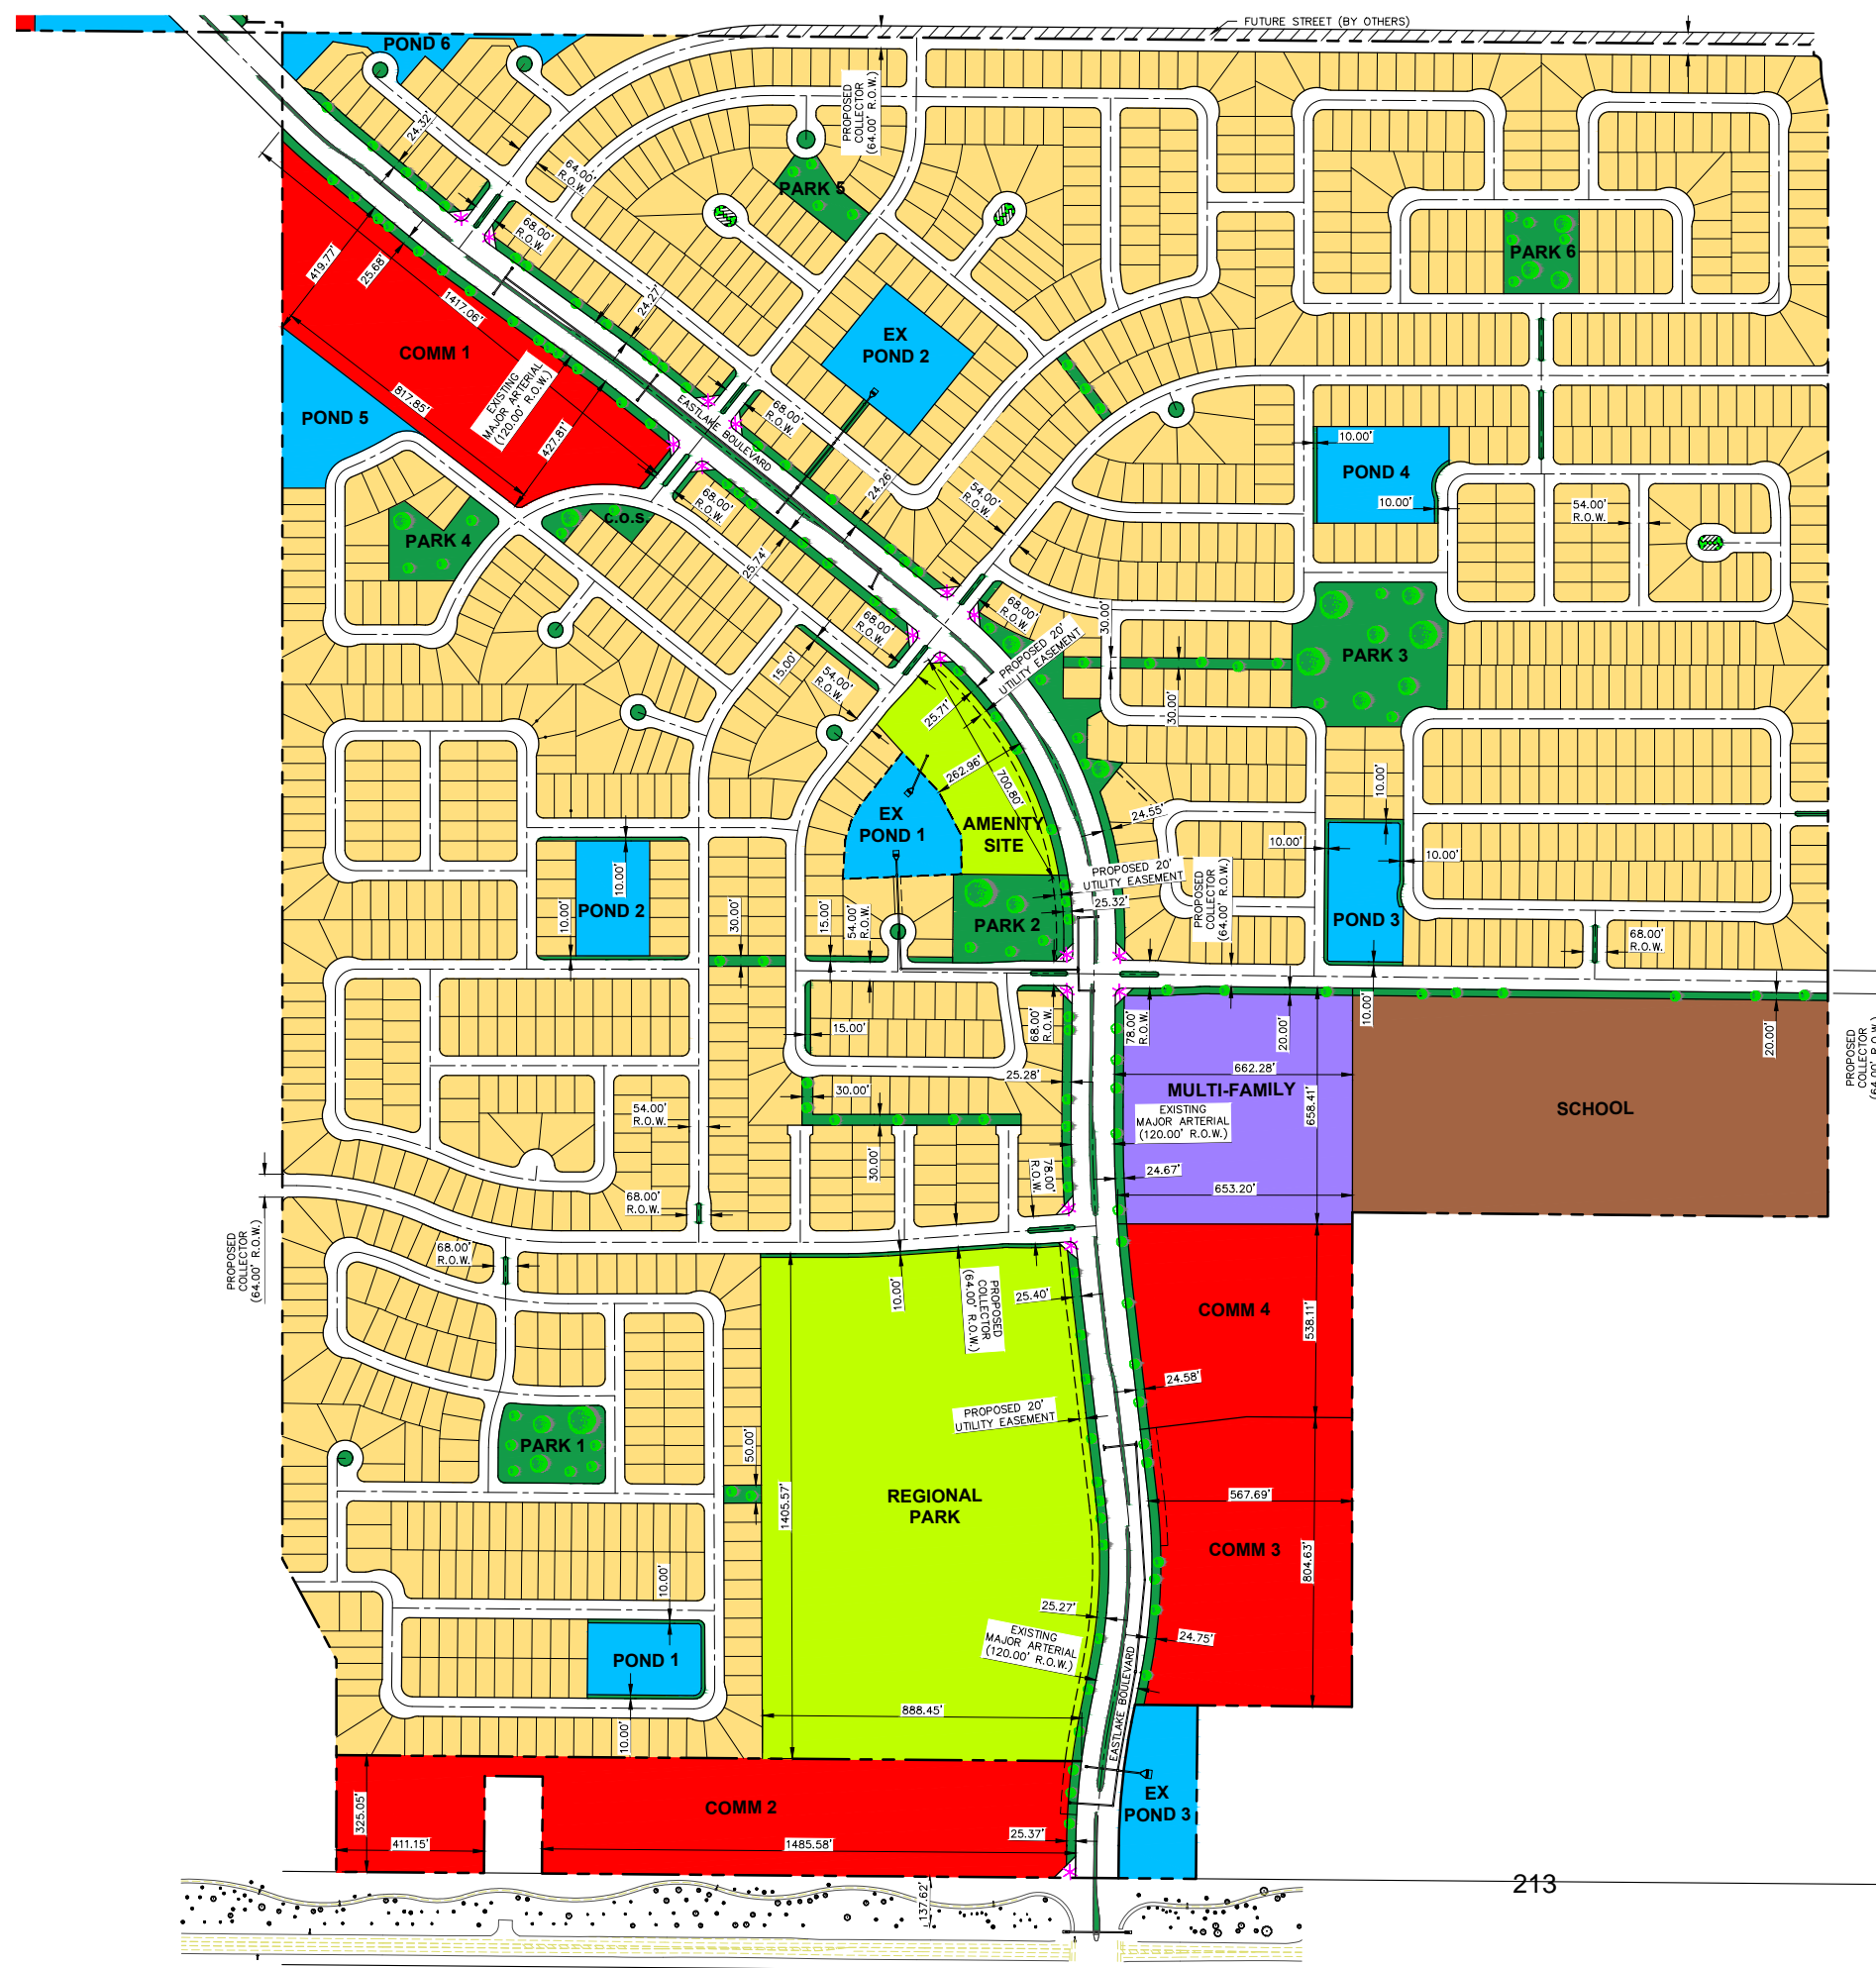 FUTURE STREET (BY OTHERS)
POND 6
PROPOSED
COLLECTOR
(64.00' R.O.W.)
24.32'
64.00'
R.O.W.
PARK 5
68.00'
R.O.W.
PARK 6
419.77'
25.68'
1417.06'
24.27'
EX
POND 2
COMM 1
EXISTING
MAJOR ARTERIAL
(120.00' R.O.W.)
817.85'
427.81'
POND 5
EASTLAKE BOULEVARD
68.00'
R.O.W.
10.00'
POND 4
10.00'
24.26'
54.00'
R.O.W.
54.00'
R.O.W.
68.00'
R.O.W.
c.o.s.
PARK 4
25.74'
68.00'
R.O.W.
68.00'
R.O.W.
30.00'
PROPOSED 20'
UTILITY EASEMENT
PARK 3
15.00'
54.00'
R.O.W.
25.71'
30.00'
262.96'
700.80'
EX
POND 1
AMENITY
SITE
24.55'
10.00'
10.00'
10.00'
10.00'
POND 2
10.00'
30.00'
15.00'
54.00'
R.O.W.
PROPOSED 20'
UTILITY EASEMENT
25.32'
PARK 2
PROPOSED
COLLECTOR
(64.00' R.O.W.)
POND 3
68.00'
R.O.W.
15.00'
68.00'
R.O.W.
78.00'
R.O.W.
20.00'
10.00'
20.00'
PROPOSED
COLLECTOR
(64.00' R.O.W.)
25.28'
30.00'
662.28'
MULTI-FAMILY
658.41'
EXISTING
MAJOR ARTERIAL
(120.00' R.O.W.)
SCHOOL
54.00'
R.O.W.
30.00'
78.00'
R.O.W.
24.67'
653.20'
68.00'
R.O.W.
PROPOSED
COLLECTOR
(64.00' R.O.W.)
68.00'
R.O.W.
10.00'
PROPOSED
COLLECTOR
(64.00' R.O.W.)
25.40'
COMM 4
538.11'
24.58'
PROPOSED 20'
UTILITY EASEMENT
PARK 1
50.00'
1405.57'
REGIONAL
PARK
567.69'
COMM 3
804.63'
10.00'
25.27'
EXISTING
MAJOR ARTERIAL
(120.00' R.O.W.)
24.75'
POND 1
10.00'
888.45'
EASTLAKE BOULEVARD
325.05'
COMM 2
EX
POND 3
411.15'
1485.58'
25.37'
137.62'
213